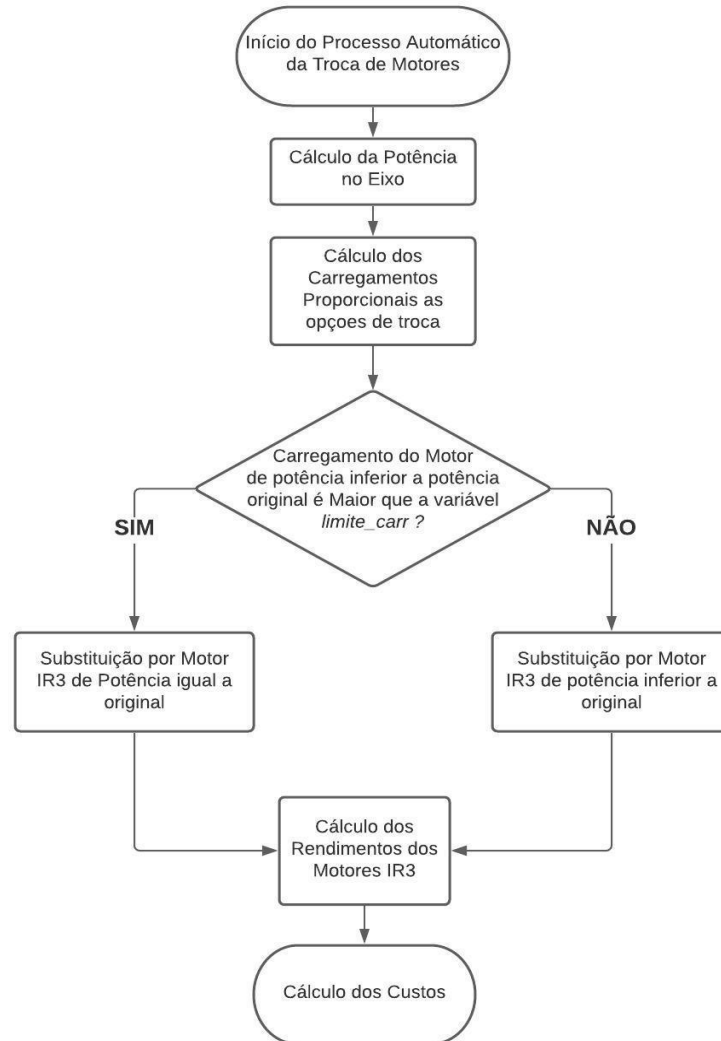 Início do Processo Automático
da Troca de Motores
Cálculo da Potência
no Eixo
Cálculo dos
Carregamentos
Proporcionais as
opçoes de troca
Carregamento do Motor
de potência inferior a potência
original é Maior que a variável
limite_carr ?
SIM
NÃO
Substituição por Motor
IR3 de Potência igual a
original
Substituição por Motor
IR3 de potência inferior a
original
Cálculo dos
Rendimentos dos
Motores IR3
Cálculo dos Custos